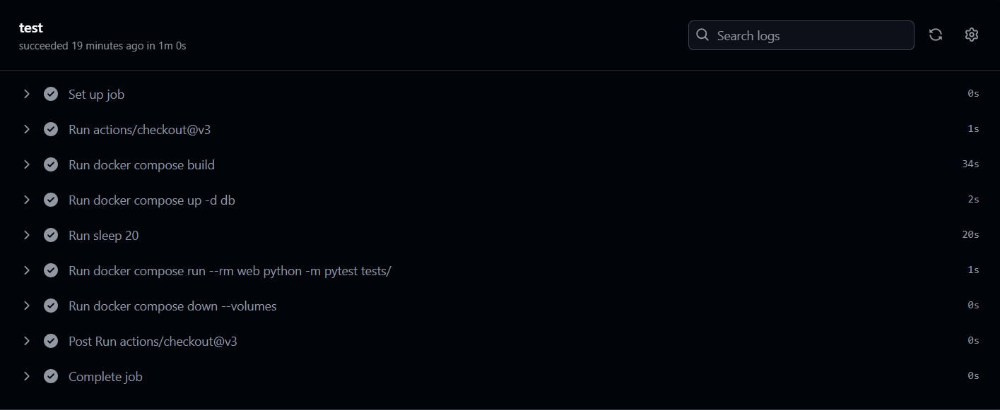 test
succeeded 19 minutes ago in 1m 0s
Search logs
Set up job 0s
Run actions/checkout@v3 1s
Run docker compose build 34s
Run docker compose up -d db 2s
Run sleep 20 20s
Run docker compose run --rm web python -m pytest tests/ 1s
Run docker compose down --volumes 0s
Post Run actions/checkout@v3 0s
Complete job 0s